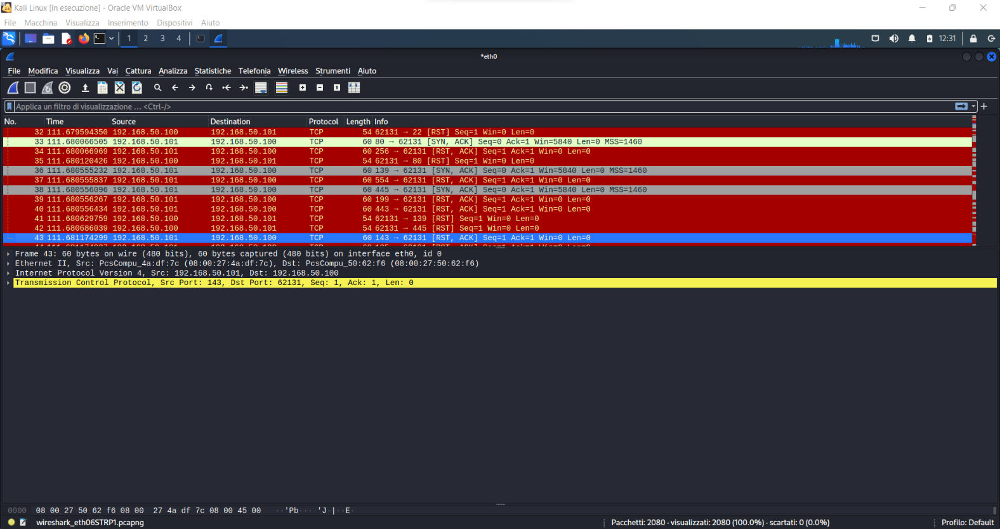 Kali Linux [In esecuzione] - Oracle VM VirtualBox
File Macchina Visualizza Inserimento Dispositivi Aiuto
1 2 3 4 12:31
*eth0
File Modifica Visualizza Vai Cattura Analizza Statistiche Telefonia Wireless Strumenti Aiuto
Applica un filtro di visualizzazione … <Ctrl-/>
No. Time Source Destination Protocol Length Info
32 111.679594350 192.168.50.100 192.168.50.101 TCP 54 62131 → 22 [RST] Seq=1 Win=0 Len=0
33 111.680066505 192.168.50.101 192.168.50.100 TCP 60 80 → 62131 [SYN, ACK] Seq=0 Ack=1 Win=5840 Len=0 MSS=1460
34 111.680066969 192.168.50.101 192.168.50.100 TCP 60 256 → 62131 [RST, ACK] Seq=1 Ack=1 Win=0 Len=0
35 111.680120426 192.168.50.100 192.168.50.101 TCP 54 62131 → 80 [RST] Seq=1 Win=0 Len=0
36 111.680555232 192.168.50.101 192.168.50.100 TCP 60 139 → 62131 [SYN, ACK] Seq=0 Ack=1 Win=5840 Len=0 MSS=1460
37 111.680555837 192.168.50.101 192.168.50.100 TCP 60 554 → 62131 [RST, ACK] Seq=1 Ack=1 Win=0 Len=0
38 111.680556096 192.168.50.101 192.168.50.100 TCP 60 445 → 62131 [SYN, ACK] Seq=0 Ack=1 Win=5840 Len=0 MSS=1460
39 111.680556267 192.168.50.101 192.168.50.100 TCP 60 199 → 62131 [RST, ACK] Seq=1 Ack=1 Win=0 Len=0
40 111.680556434 192.168.50.101 192.168.50.100 TCP 60 443 → 62131 [RST, ACK] Seq=1 Ack=1 Win=0 Len=0
41 111.680629759 192.168.50.100 192.168.50.101 TCP 54 62131 → 139 [RST] Seq=1 Win=0 Len=0
42 111.680686039 192.168.50.100 192.168.50.101 TCP 54 62131 → 445 [RST] Seq=1 Win=0 Len=0
43 111.681174299 192.168.50.101 192.168.50.100 TCP 60 143 → 62131 [RST, ACK] Seq=1 Ack=1 Win=0 Len=0
Frame 43: 60 bytes on wire (480 bits), 60 bytes captured (480 bits) on interface eth0, id 0
Ethernet II, Src: PcsCompu_4a:df:7c (08:00:27:4a:df:7c), Dst: PcsCompu_50:62:f6 (08:00:27:50:62:f6)
Internet Protocol Version 4, Src: 192.168.50.101, Dst: 192.168.50.100
Transmission Control Protocol, Src Port: 143, Dst Port: 62131, Seq: 1, Ack: 1, Len: 0
0000 08 00 27 50 62 f6 08 00 27 4a df 7c 08 00 45 00 ··'Pb··· 'J·|··E·
wireshark_eth06STRP1.pcapng Pacchetti: 2080 · visualizzati: 2080 (100.0%) · scartati: 0 (0.0%) Profilo: Default